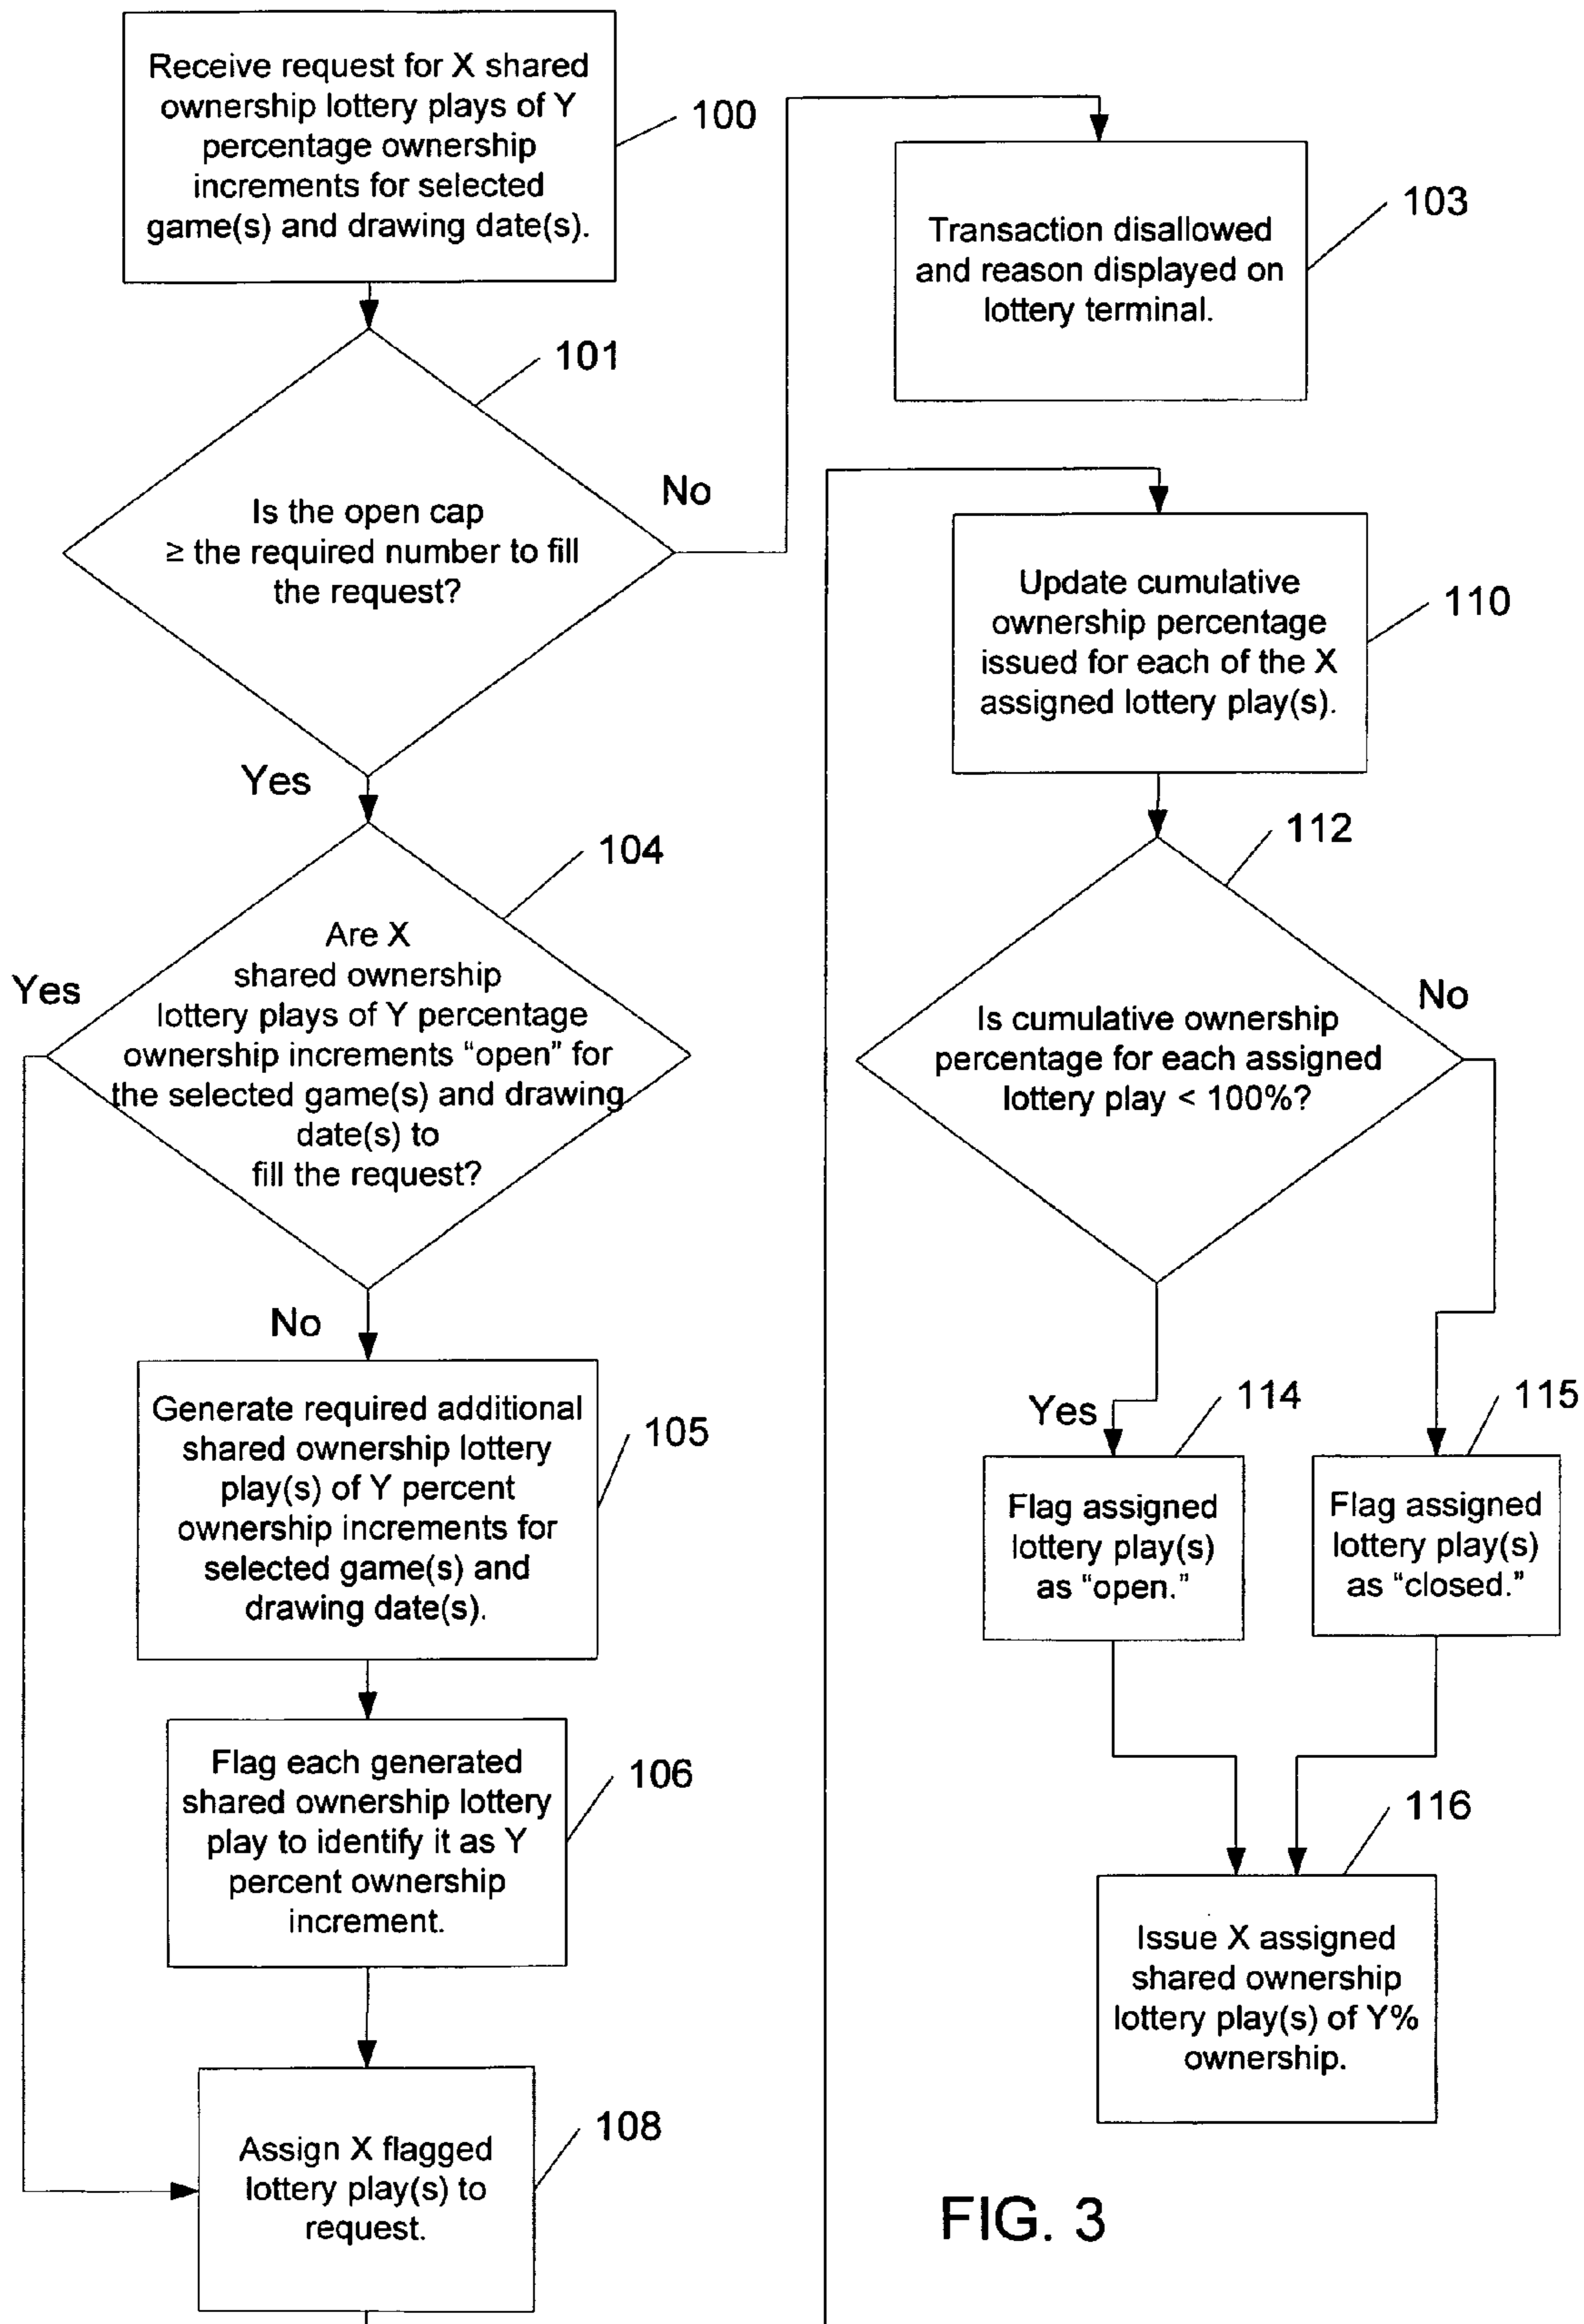 Receive request for X shared
ownership lottery plays of Y
percentage ownership
increments for selected
game(s) and drawing date(s).
100
101
Is the open cap
≥ the required number to fill
the request?
No
Yes
Transaction disallowed
and reason displayed on
lottery terminal.
103
104
Are X
shared ownership
lottery plays of Y percentage
ownership increments “open” for
the selected game(s) and drawing
date(s) to
fill the request?
Yes
No
Generate required additional
shared ownership lottery
play(s) of Y percent
ownership increments for
selected game(s) and
drawing date(s).
105
Flag each generated
shared ownership lottery
play to identify it as Y
percent ownership
increment.
106
Assign X flagged
lottery play(s) to
request.
108
Update cumulative
ownership percentage
issued for each of the X
assigned lottery play(s).
110
112
Is cumulative ownership
percentage for each assigned
lottery play < 100%?
No
Yes
114
Flag assigned
lottery play(s)
as “open.”
115
Flag assigned
lottery play(s)
as “closed.”
116
Issue X assigned
shared ownership
lottery play(s) of Y%
ownership.
FIG. 3